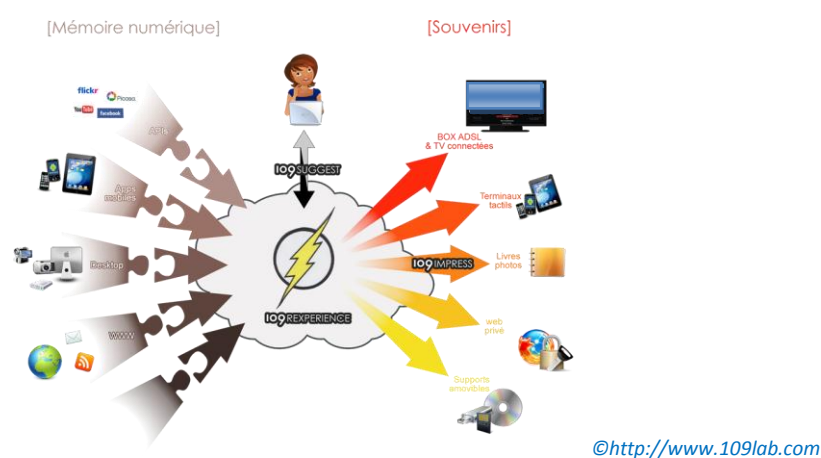 [Mémoire numérique]
[Souvenirs]
flickr
Picasa
YouTube
facebook
APIs
Apps
mobiles
Desktop
WWW
109SUGGEST
109REXPERIENCE
BOX ADSL
& TV connectées
Terminaux
tactils
109IMPRESS
Livres
photos
web
privé
Supports
amovibles
©http://www.109lab.com